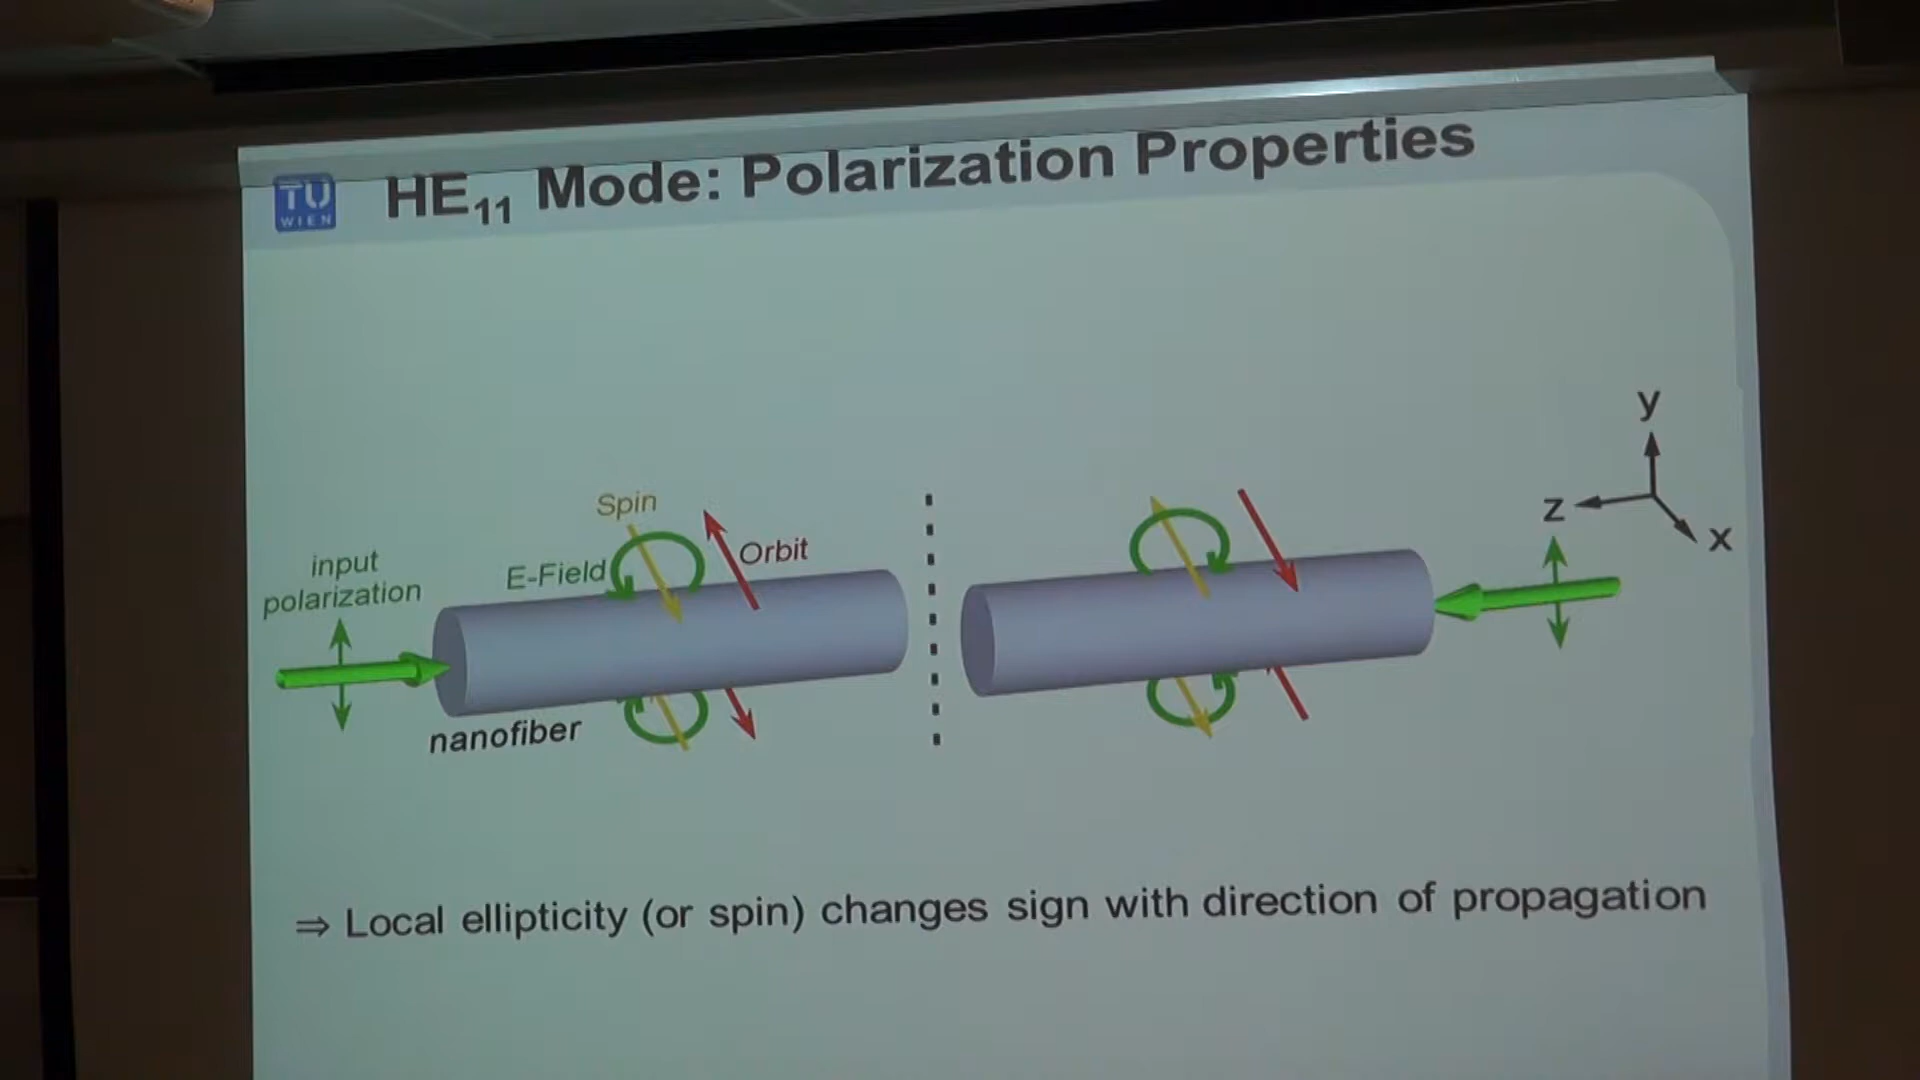 TU
WIEN
HE11 Mode: Polarization Properties
y
z
x
Spin
Orbit
E-Field
input
polarization
nanofiber
⇒ Local ellipticity (or spin) changes sign with direction of propagation